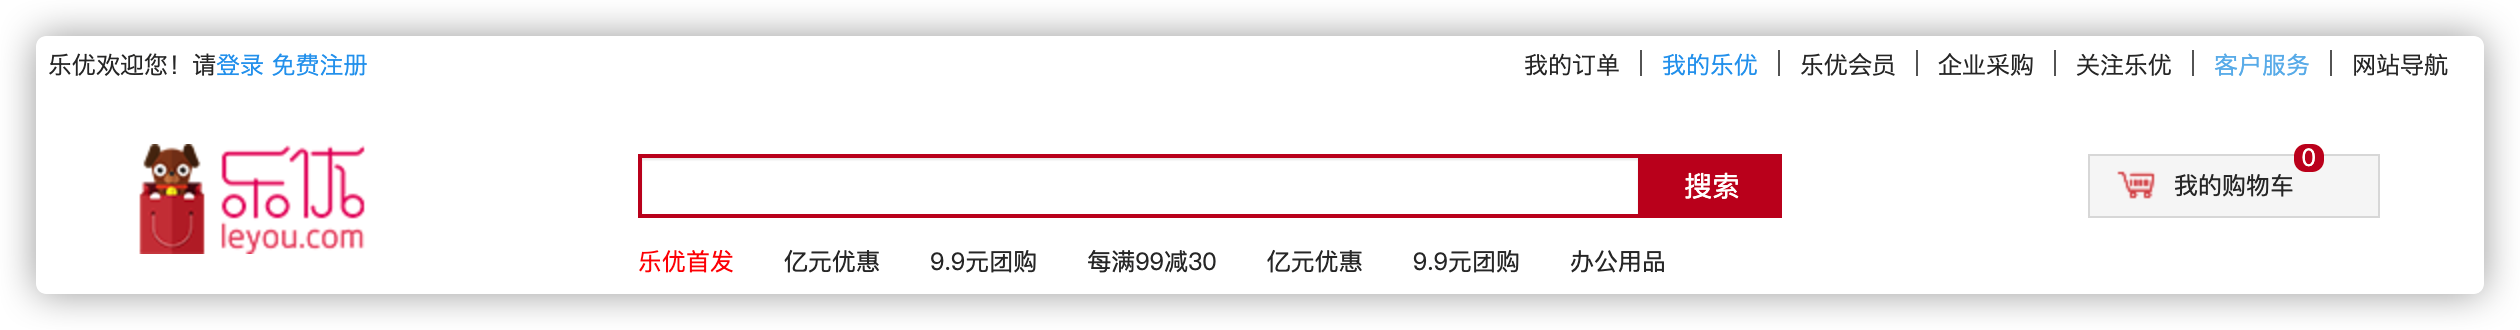 乐优欢迎您！请登录 免费注册 我的订单 我的乐优 乐优会员 企业采购 关注乐优 客户服务 网站导航
乐优
leyou.com
搜索
0
我的购物车
乐优首发 亿元优惠 9.9元团购 每满99减30 亿元优惠 9.9元团购 办公用品